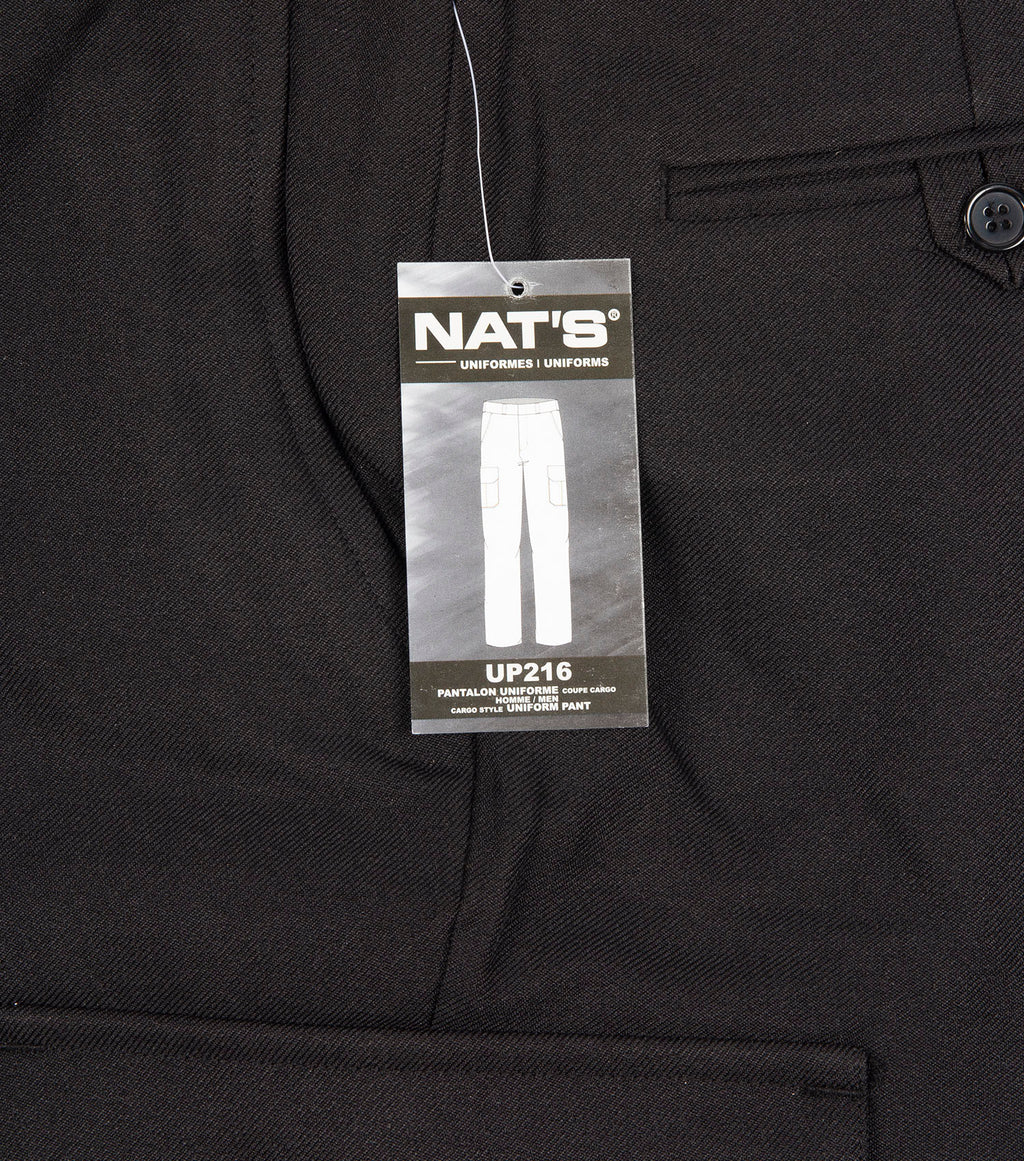 NAT'S®
UNIFORMES | UNIFORMS
UP216
PANTALON UNIFORME COUPE CARGO
HOMME / MEN
CARGO STYLE UNIFORM PANT